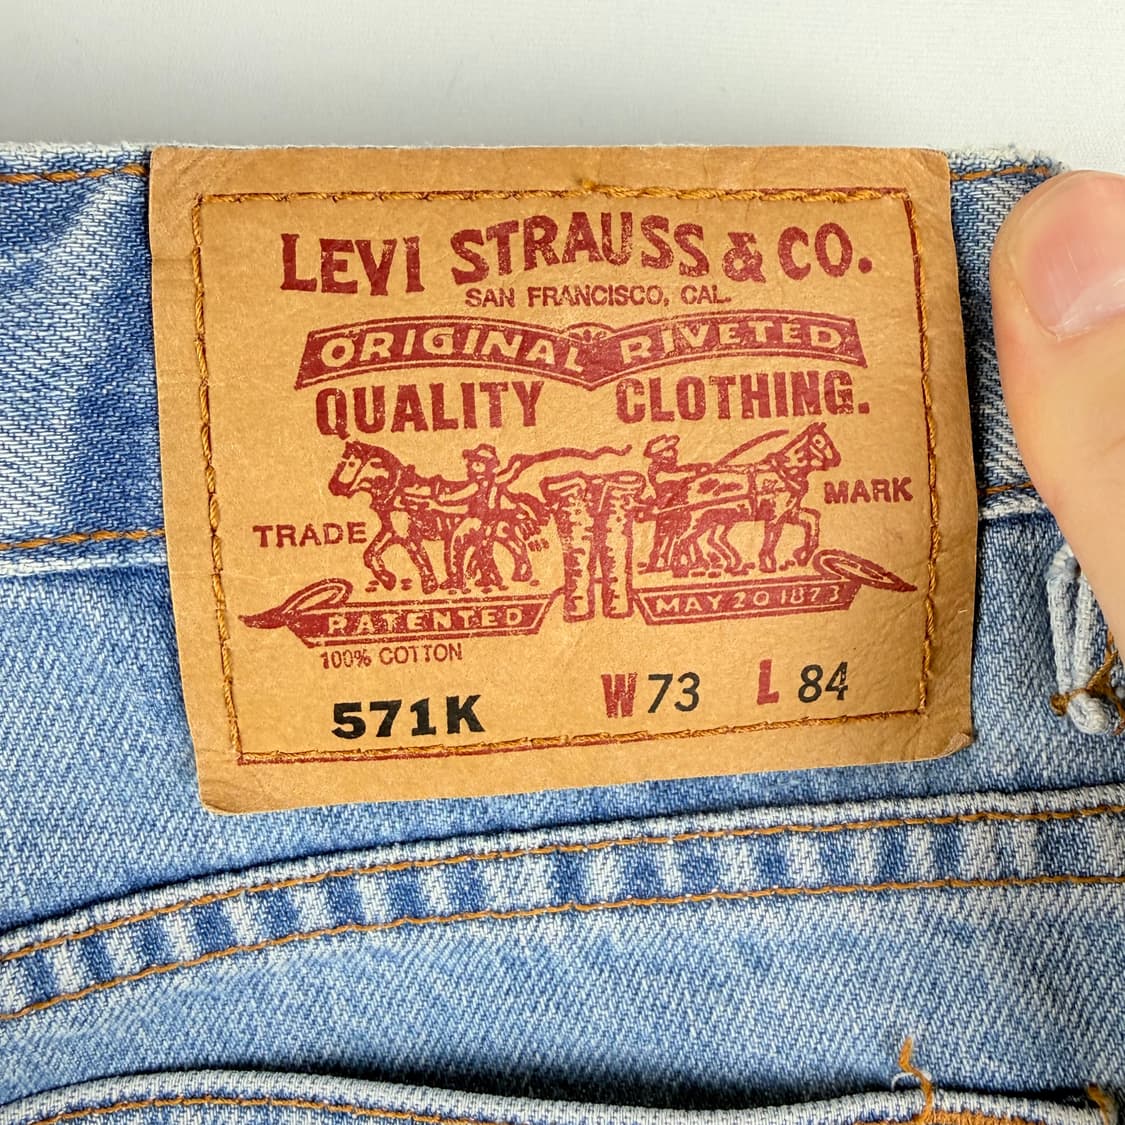 LEVI STRAUSS & CO.
SAN FRANCISCO, CAL.
ORIGINAL RIVETED
QUALITY CLOTHING.
TRADE MARK
PATENTED MAY 20 1873
100% COTTON
571K W 73 L 84